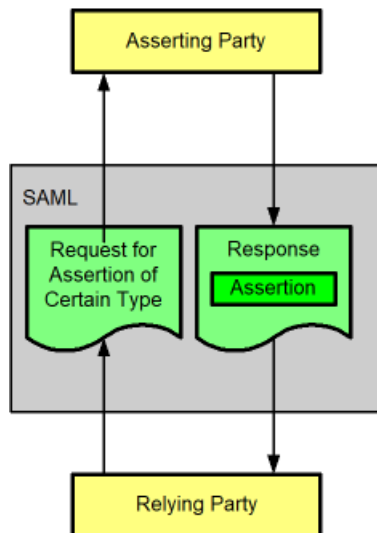 Asserting Party
SAML
Request for
Assertion of
Certain Type
Response
Assertion
Relying Party